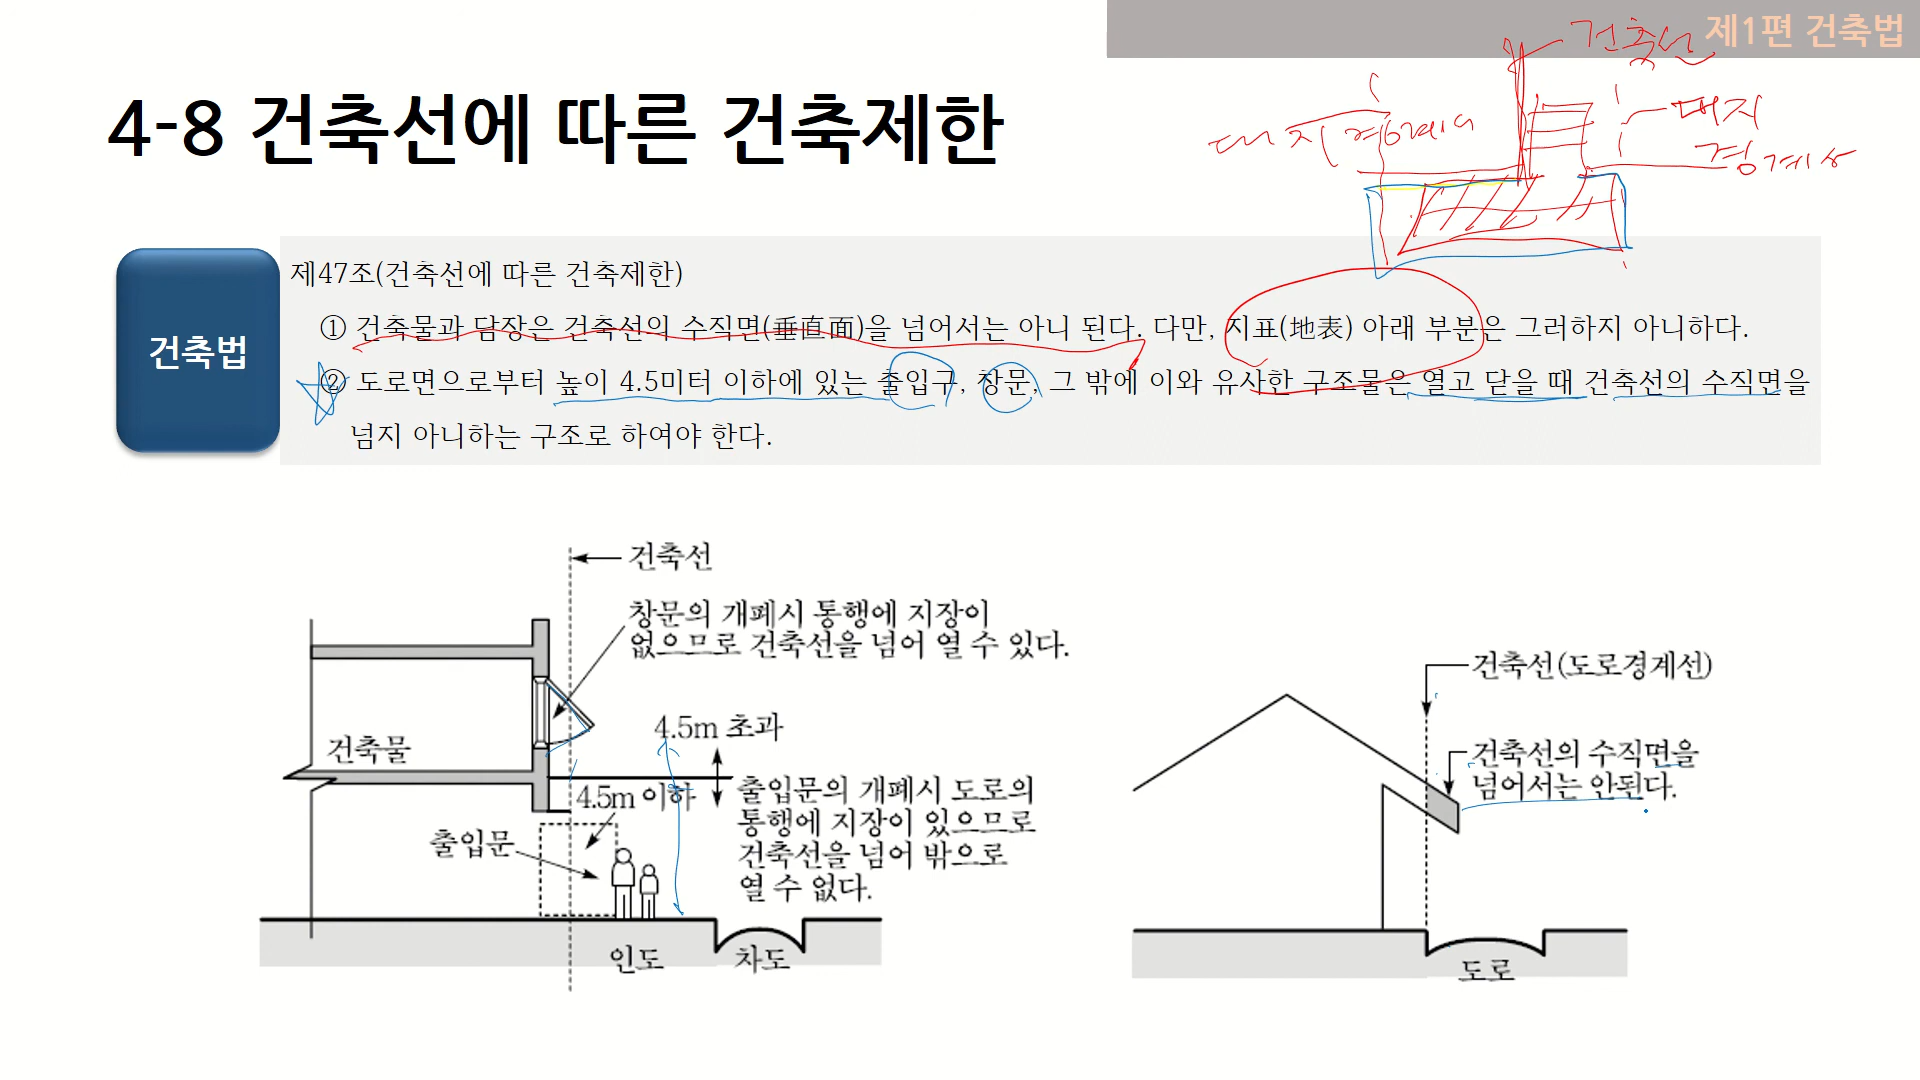 제1편 건축법
건축선
대지
경계선
대지경계선
4-8 건축선에 따른 건축제한
건축법
제47조(건축선에 따른 건축제한)
① 건축물과 담장은 건축선의 수직면(垂直面)을 넘어서는 아니 된다. 다만, 지표(地表) 아래 부분은 그러하지 아니하다.
② 도로면으로부터 높이 4.5미터 이하에 있는 출입구, 창문, 그 밖에 이와 유사한 구조물은 열고 닫을 때 건축선의 수직면을
넘지 아니하는 구조로 하여야 한다.
건축선
창문의 개폐시 통행에 지장이
없으므로 건축선을 넘어 열 수 있다.
4.5m 초과
건축물
4.5m 이하
출입문의 개폐시 도로의
통행에 지장이 있으므로
건축선을 넘어 밖으로
열 수 없다.
출입문
인도
차도
건축선(도로경계선)
건축선의 수직면을
넘어서는 안된다.
도로